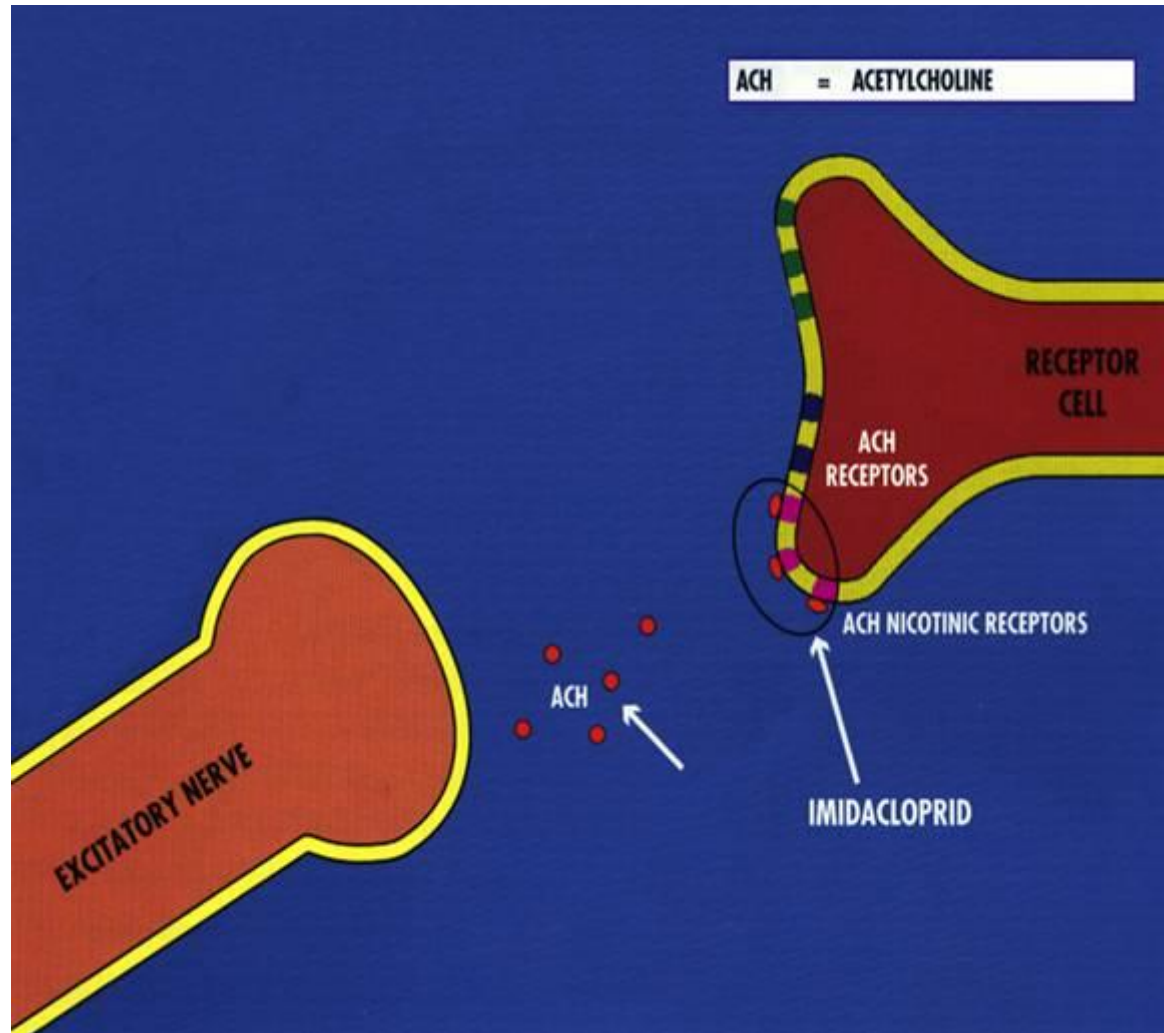 ACH = ACETYLCHOLINE
RECEPTOR
CELL
ACH
RECEPTORS
ACH NICOTINIC RECEPTORS
ACH
IMIDACLOPRID
EXCITATORY NERVE